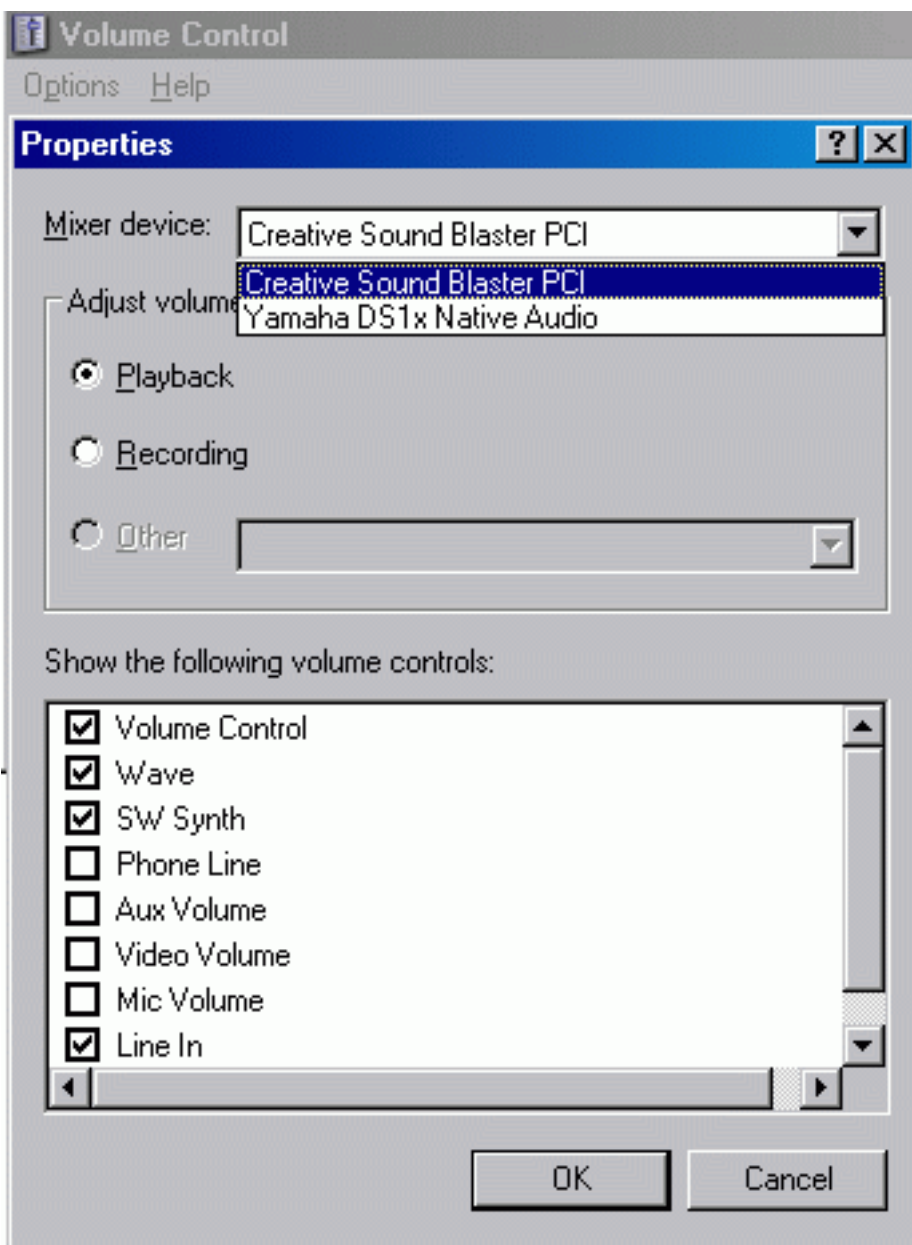 Volume Control
Options Help
Properties
Mixer device: Creative Sound Blaster PCI
Creative Sound Blaster PCI
Adjust volume
Yamaha DS1x Native Audio
Playback
Recording
Other
Show the following volume controls:
Volume Control
Wave
SW Synth
Phone Line
Aux Volume
Video Volume
Mic Volume
Line In
OK Cancel